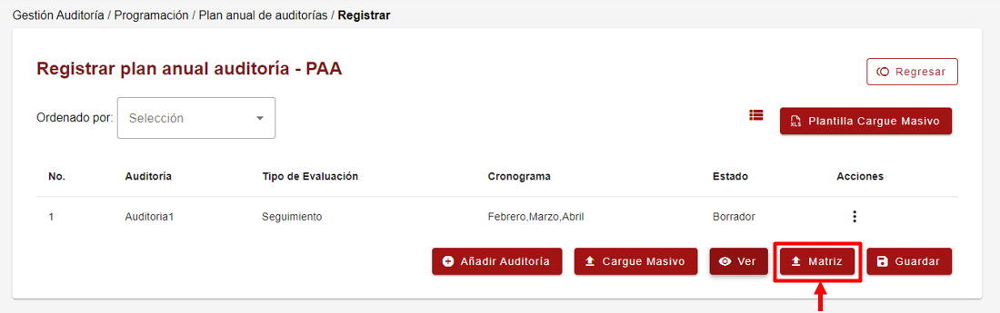 Gestión Auditoría / Programación / Plan anual de auditorías / Registrar
Registrar plan anual auditoría - PAA
Regresar
Ordenado por: Selección
XLS Plantilla Cargue Masivo
No. Auditoría Tipo de Evaluación Cronograma Estado Acciones
1 Auditoria1 Seguimiento Febrero,Marzo,Abril Borrador
Añadir Auditoría Cargue Masivo Ver Matriz Guardar